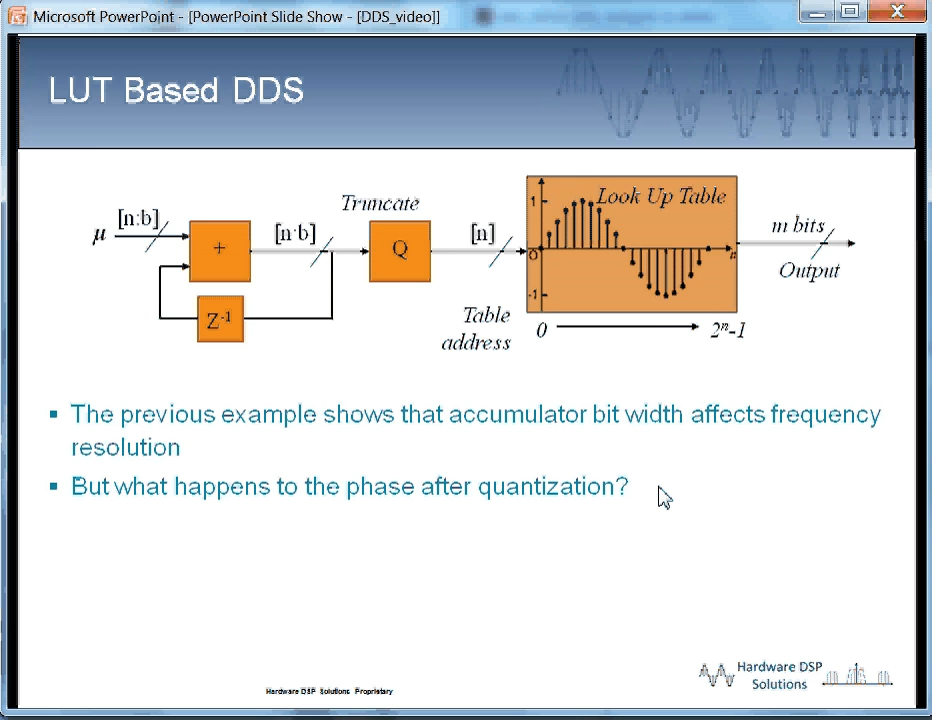 Microsoft PowerPoint - [PowerPoint Slide Show - [DDS_video]]
LUT Based DDS
Truncate
Look Up Table
μ
[n:b]
+
[n:b]
Q
[n]
1
0
-1
m bits
Output
Z-1
Table
address
0
2ⁿ-1
▪ The previous example shows that accumulator bit width affects frequency
resolution
▪ But what happens to the phase after quantization?
Hardware DSP
Solutions
Hardware DSP Solutions Proprietary